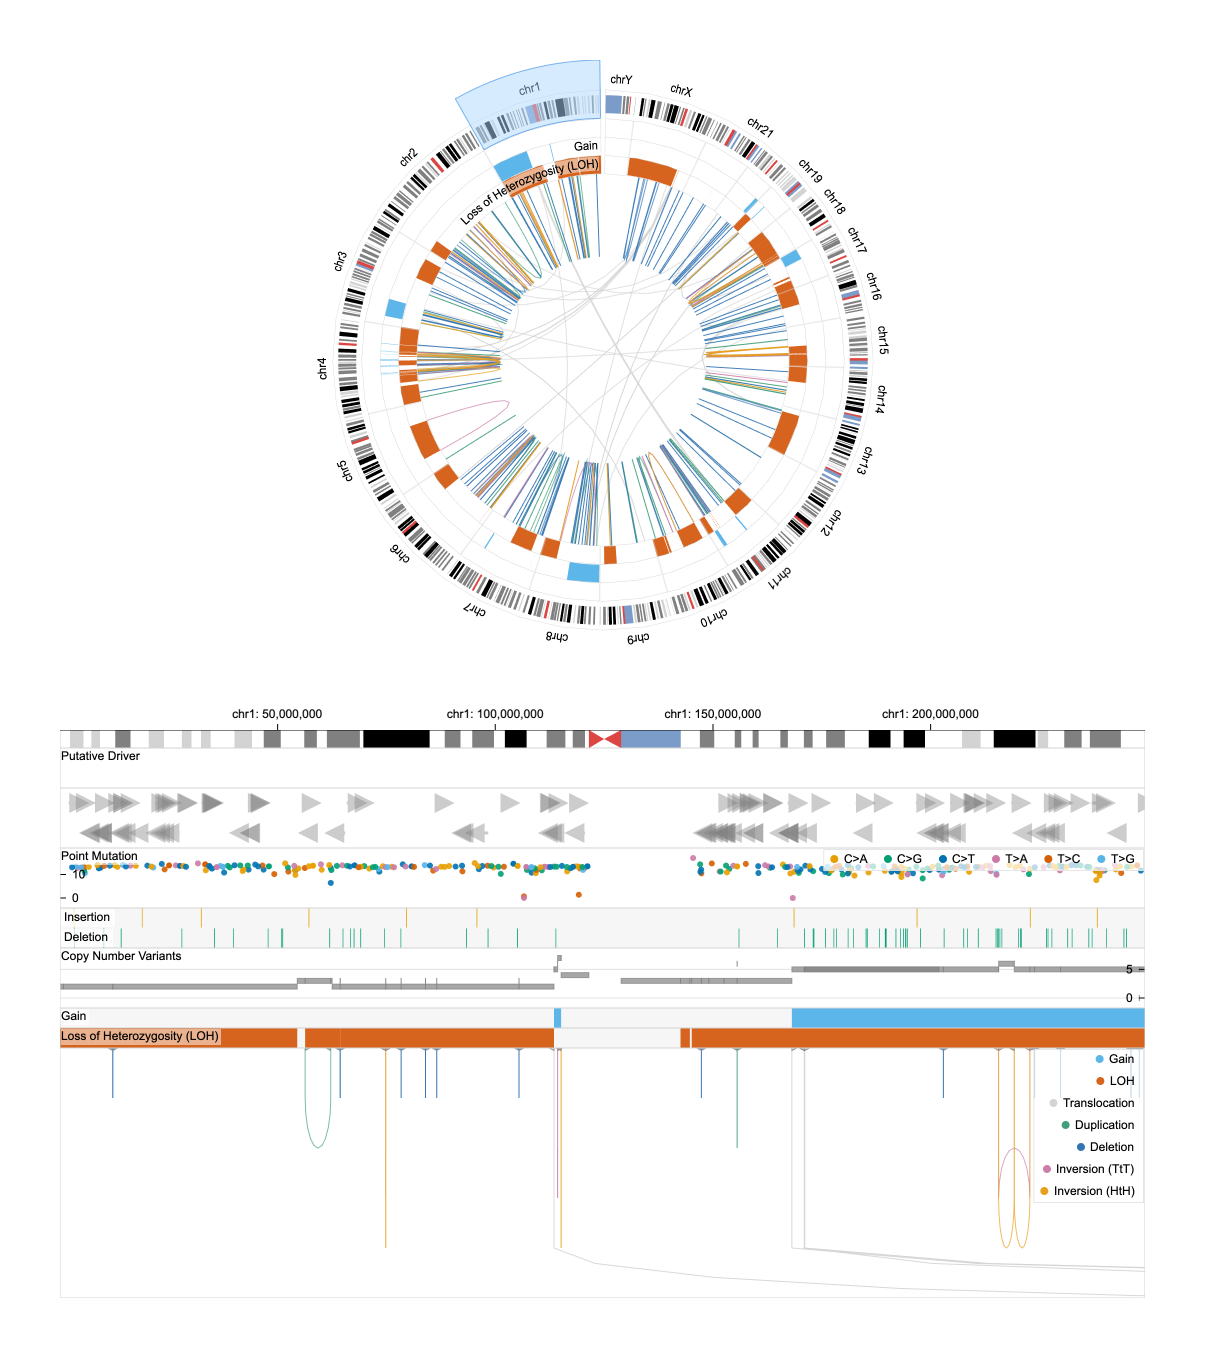 chrY
chrX
chr1
chr21
chr2
chr19
chr18
chr17
chr3
chr16
chr15
chr4
chr14
chr13
chr5
chr12
chr6
chr11
chr7
chr10
chr8
chr9
Gain
Loss of Heterozygosity (LOH)
chr1: 50,000,000 chr1: 100,000,000 chr1: 150,000,000 chr1: 200,000,000
Putative Driver
Point Mutation C>A C>G C>T T>A T>C T>G
10
0
Insertion
Deletion
Copy Number Variants
5
0
Gain
Loss of Heterozygosity (LOH)
Gain
LOH
Translocation
Duplication
Deletion
Inversion (TtT)
Inversion (HtH)